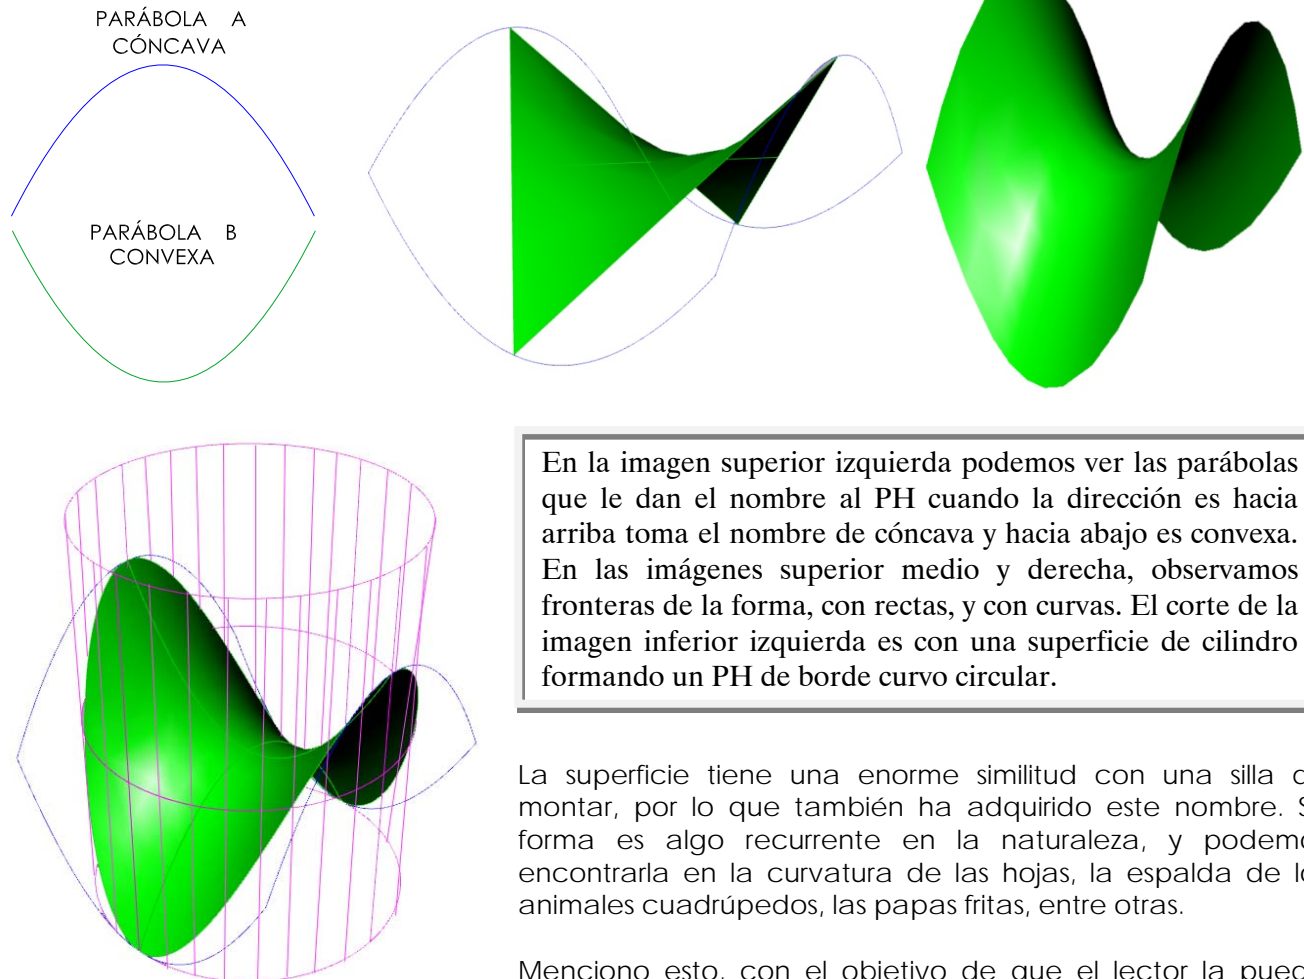 PARÁBOLA A
CÓNCAVA
PARÁBOLA B
CONVEXA
En la imagen superior izquierda podemos ver las parábolas
que le dan el nombre al PH cuando la dirección es hacia
arriba toma el nombre de cóncava y hacia abajo es convexa.
En las imágenes superior medio y derecha, observamos
fronteras de la forma, con rectas, y con curvas. El corte de la
imagen inferior izquierda es con una superficie de cilindro
formando un PH de borde curvo circular.
La superficie tiene una enorme similitud con una silla
montar, por lo que también ha adquirido este nombre.
forma es algo recurrente en la naturaleza, y
encontrarla en la curvatura de las hojas, la espalda de
animales cuadrúpedos, las papas fritas, entre otras.
Menciono esto, con el objetivo de que el lector la